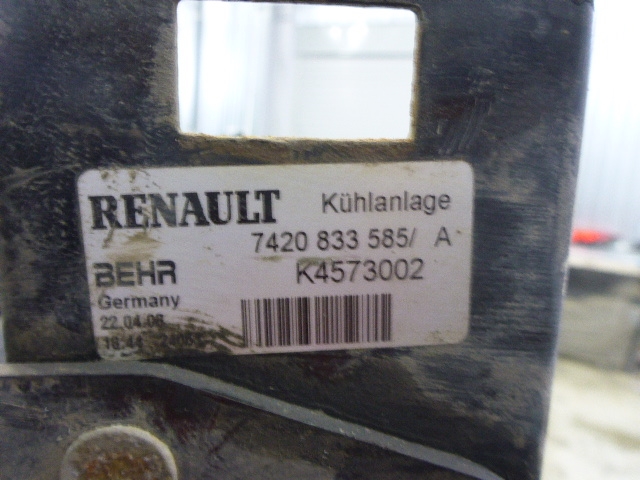 RENAULT Kühlanlage
7420 833 585/ A
BEHR K4573002
Germany
22.04.08